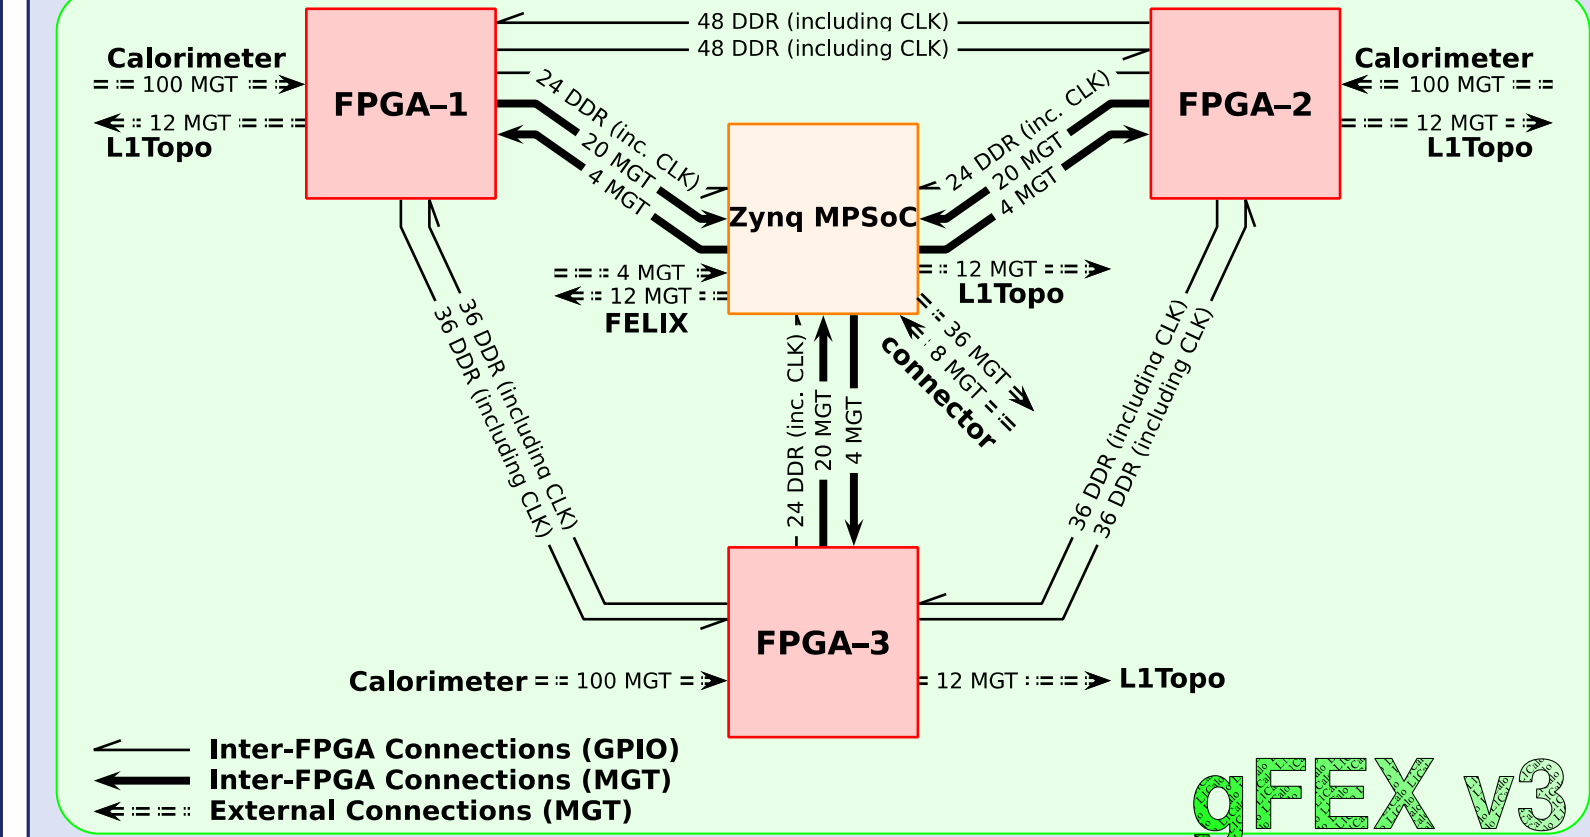 48 DDR (including CLK)
48 DDR (including CLK)
Calorimeter
100 MGT
12 MGT
L1Topo
FPGA–1
FPGA–2
Calorimeter
100 MGT
12 MGT
L1Topo
24 DDR (inc. CLK)
20 MGT
4 MGT
24 DDR (inc. CLK)
20 MGT
4 MGT
Zynq MPSoC
4 MGT
12 MGT
FELIX
12 MGT
L1Topo
36 MGT
8 MGT
connector
36 DDR (including CLK)
36 DDR (including CLK)
24 DDR (inc. CLK)
20 MGT
4 MGT
36 DDR (including CLK)
36 DDR (including CLK)
FPGA–3
Calorimeter
100 MGT
12 MGT
L1Topo
Inter-FPGA Connections (GPIO)
Inter-FPGA Connections (MGT)
External Connections (MGT)
gFEX v3